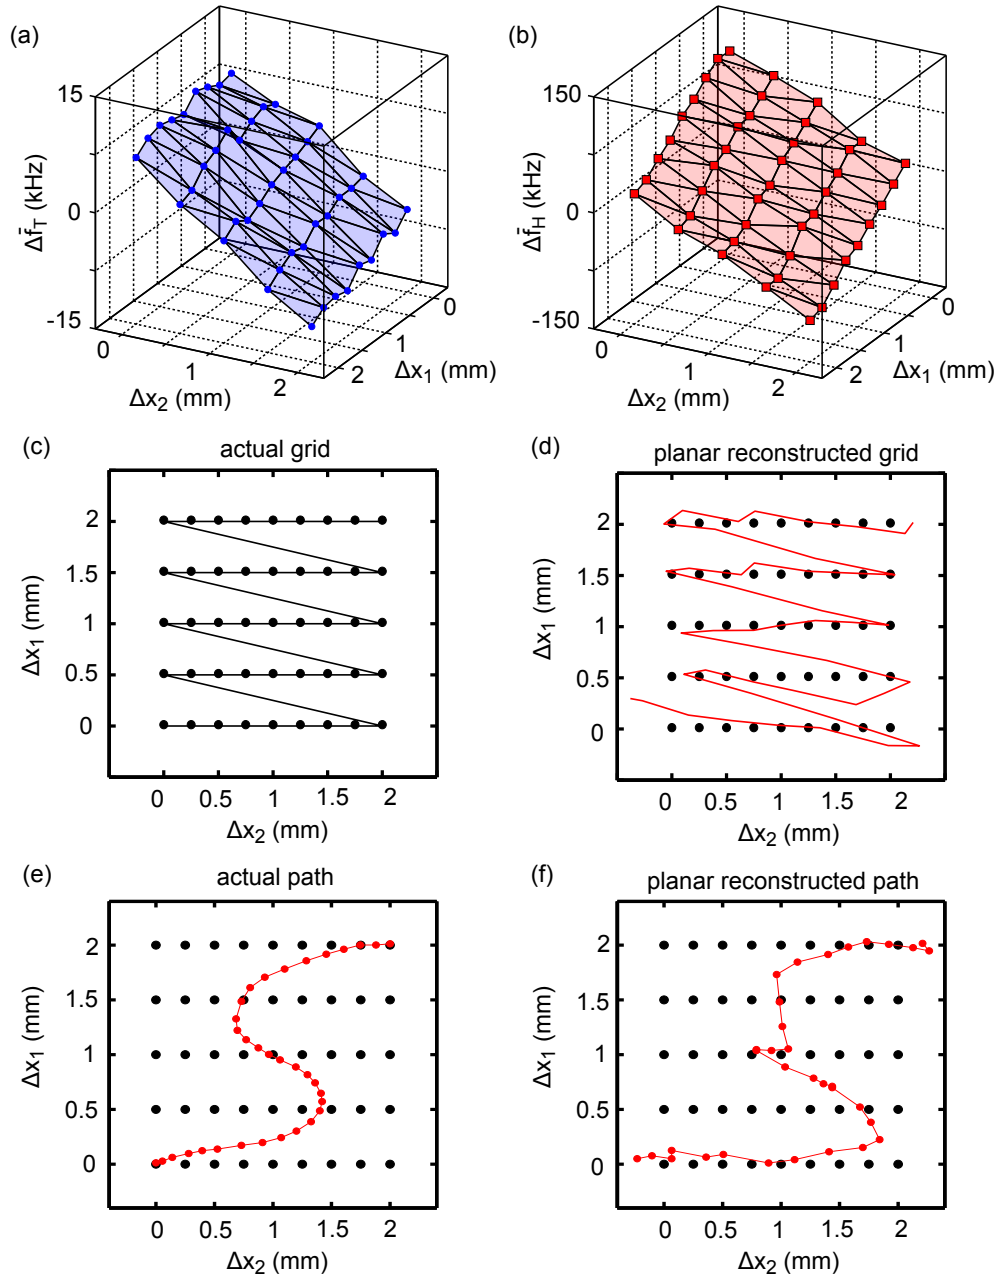 (a)
15
0
-15
Δf̄T (kHz)
0
1
2
Δx2 (mm)
0
1
2
Δx1 (mm)
(b)
150
0
-150
Δf̄H (kHz)
0
1
2
Δx2 (mm)
0
1
2
Δx1 (mm)
(c)
actual grid
2
1.5
1
0.5
0
Δx1 (mm)
0 0.5 1 1.5 2
Δx2 (mm)
(d)
planar reconstructed grid
2
1.5
1
0.5
0
Δx1 (mm)
0 0.5 1 1.5 2
Δx2 (mm)
(e)
actual path
2
1.5
1
0.5
0
Δx1 (mm)
0 0.5 1 1.5 2
Δx2 (mm)
(f)
planar reconstructed path
2
1.5
1
0.5
0
Δx1 (mm)
0 0.5 1 1.5 2
Δx2 (mm)